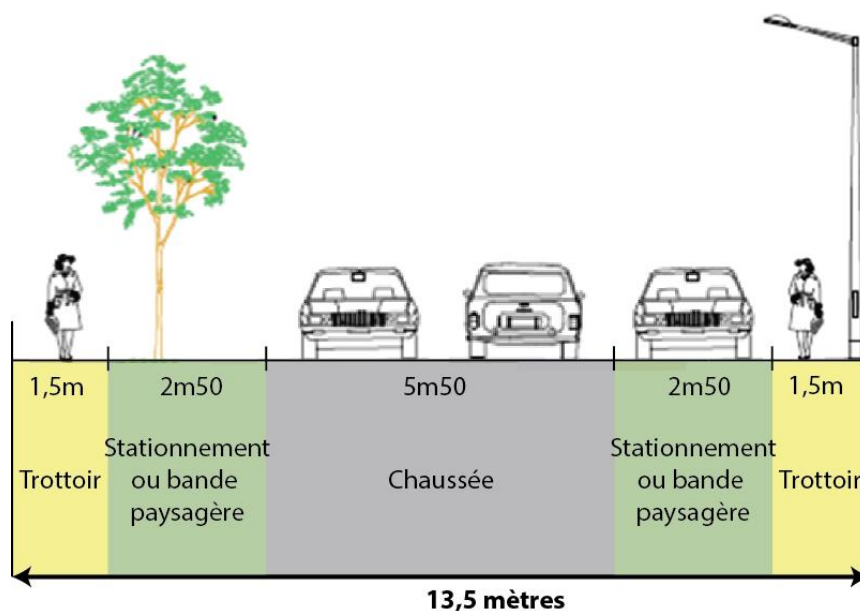 1,5m
2m50
5m50
2m50
1,5m
Trottoir
Stationnement
ou bande
paysagère
Chaussée
Stationnement
ou bande
paysagère
Trottoir
13,5 mètres